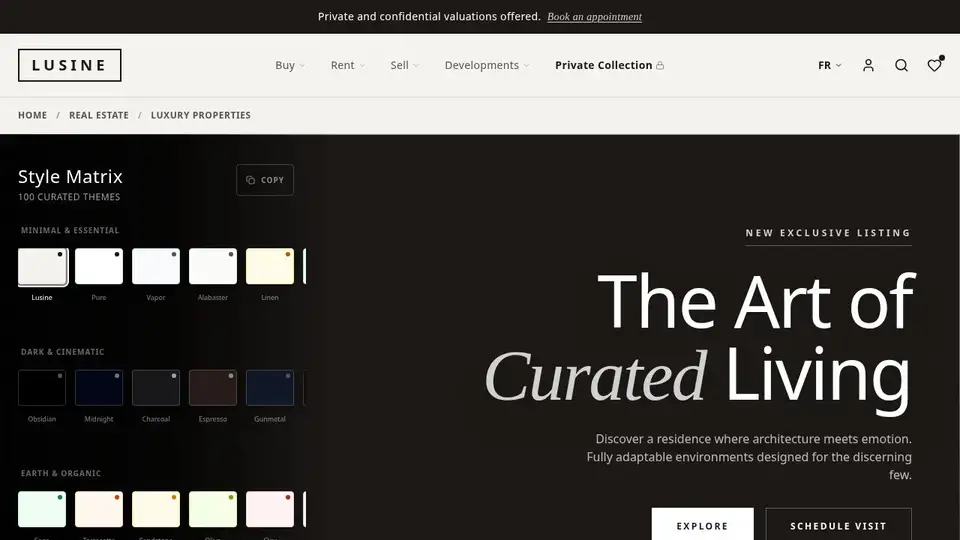 Private and confidential valuations offered. Book an appointment
LUSINE
Buy
Rent
Sell
Developments
Private Collection
FR
HOME / REAL ESTATE / LUXURY PROPERTIES
Style Matrix
100 CURATED THEMES
COPY
MINIMAL & ESSENTIAL
Lusine
Pure
Vapor
Alabaster
Linen
DARK & CINEMATIC
Obsidian
Midnight
Charcoal
Espresso
Gunmetal
EARTH & ORGANIC
NEW EXCLUSIVE LISTING
The Art of
Curated Living
Discover a residence where architecture meets emotion.
Fully adaptable environments designed for the discerning
few.
EXPLORE
SCHEDULE VISIT